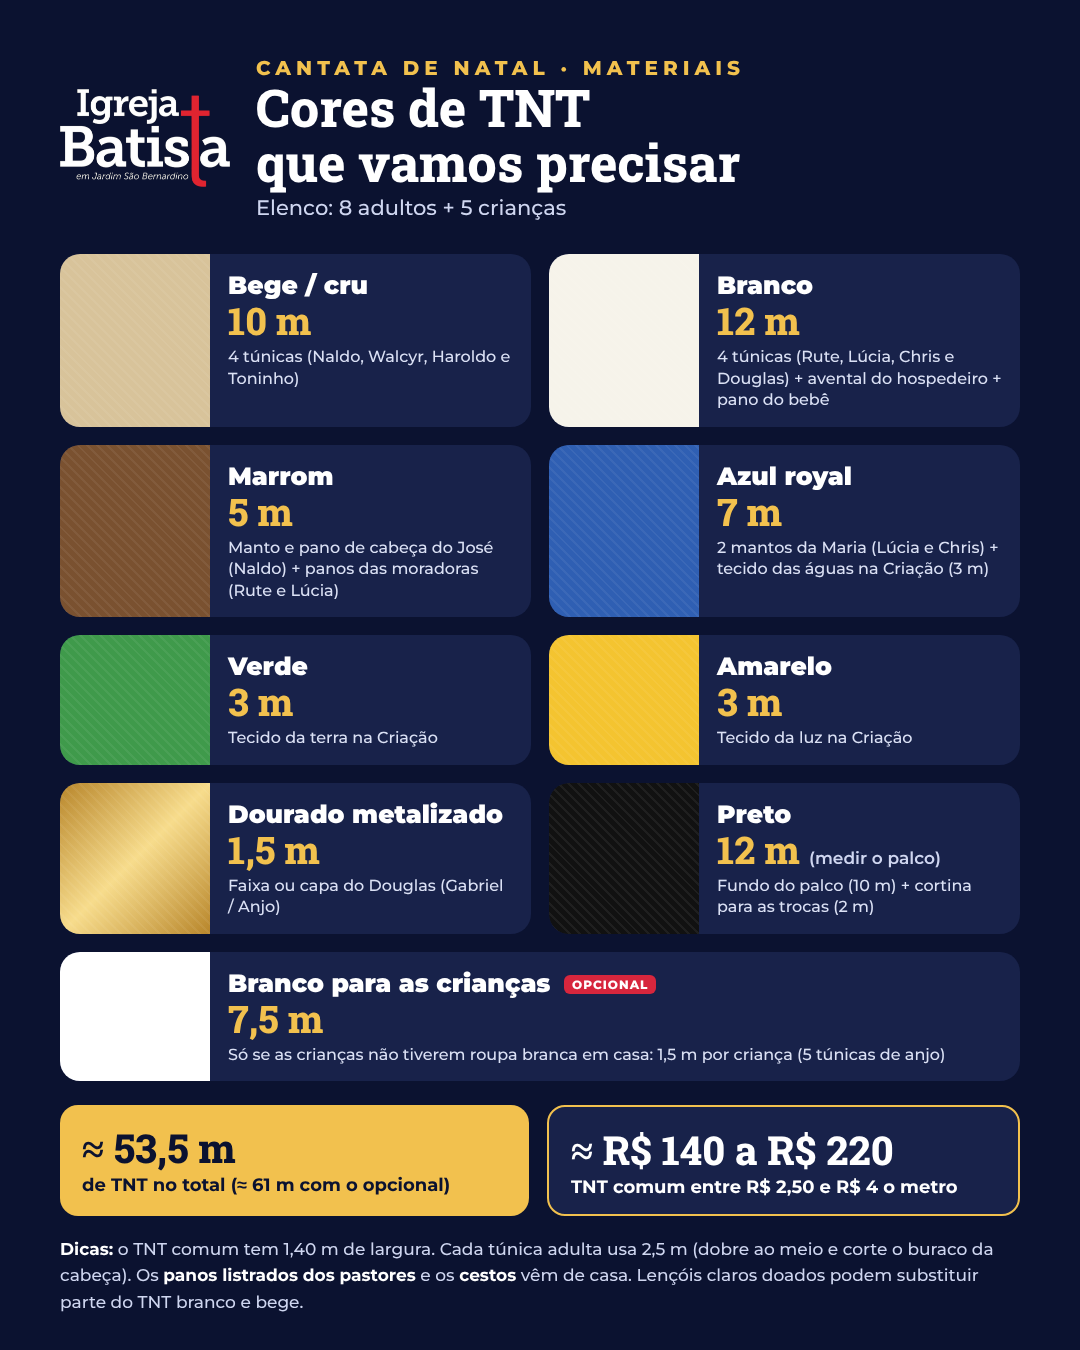 CANTATA DE NATAL · MATERIAIS
Igreja
Batista
em Jardim São Bernardino
Cores de TNT
que vamos precisar
Elenco: 8 adultos + 5 crianças
Bege / cru
10 m
4 túnicas (Naldo, Walcyr, Haroldo e
Toninho)
Branco
12 m
4 túnicas (Rute, Lúcia, Chris e
Douglas) + avental do hospedeiro +
pano do bebê
Marrom
5 m
Manto e pano de cabeça do José
(Naldo) + panos das moradoras
(Rute e Lúcia)
Azul royal
7 m
2 mantos da Maria (Lúcia e Chris) +
tecido das águas na Criação (3 m)
Verde
3 m
Tecido da terra na Criação
Amarelo
3 m
Tecido da luz na Criação
Dourado metalizado
1,5 m
Faixa ou capa do Douglas (Gabriel
/ Anjo)
Preto
12 m (medir o palco)
Fundo do palco (10 m) + cortina
para as trocas (2 m)
Branco para as crianças OPCIONAL
7,5 m
Só se as crianças não tiverem roupa branca em casa: 1,5 m por criança (5 túnicas de anjo)
≈ 53,5 m
de TNT no total (≈ 61 m com o opcional)
≈ R$ 140 a R$ 220
TNT comum entre R$ 2,50 e R$ 4 o metro
Dicas: o TNT comum tem 1,40 m de largura. Cada túnica adulta usa 2,5 m (dobre ao meio e corte o buraco da
cabeça). Os panos listrados dos pastores e os cestos vêm de casa. Lençóis claros doados podem substituir
parte do TNT branco e bege.